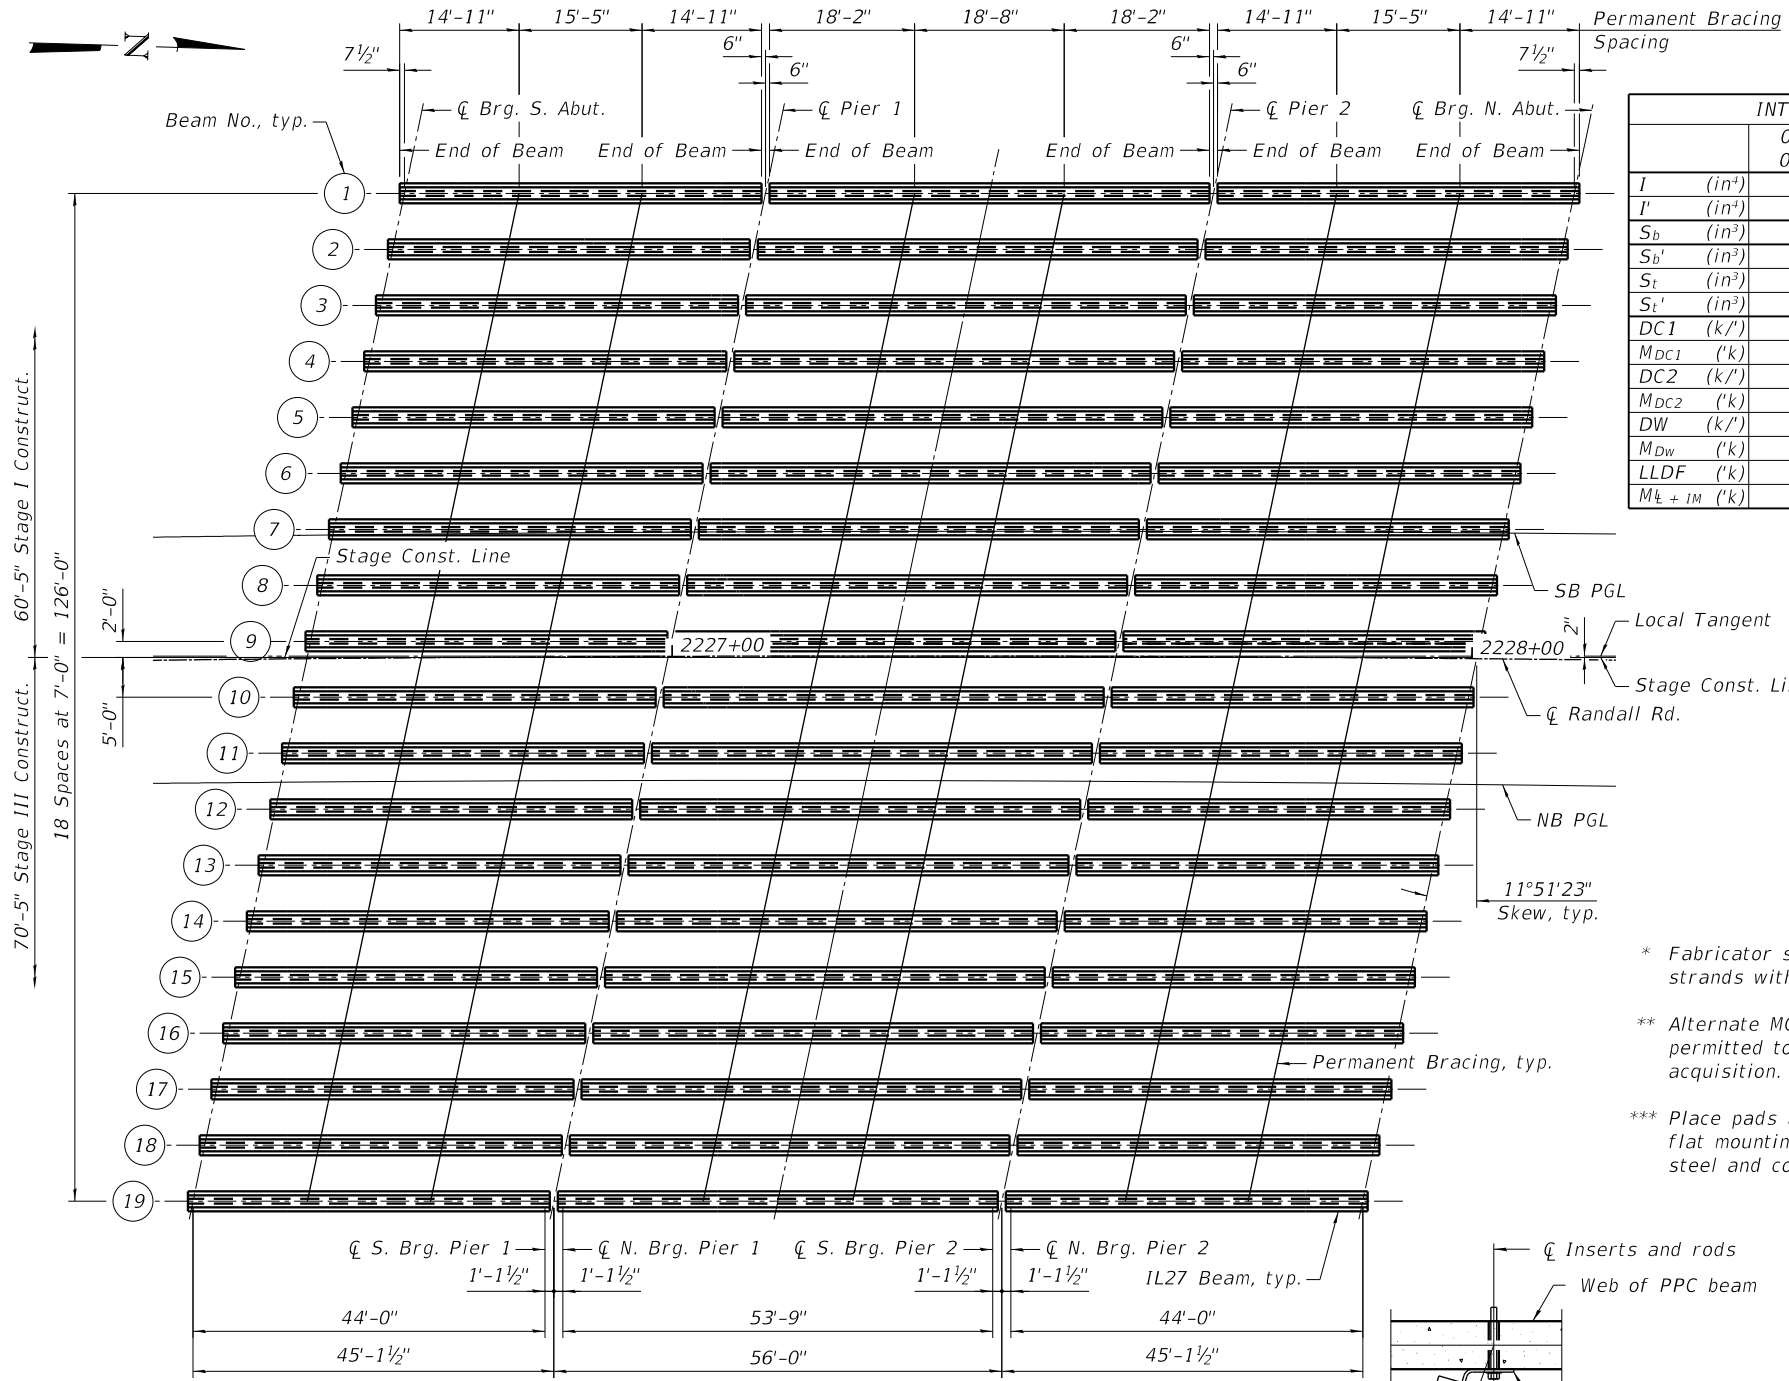 14'-11" 15'-5" 14'-11" 18'-2" 18'-8" 18'-2" 14'-11" 15'-5" 14'-11" Permanent Bracing
Spacing
N
7½" 6" 6" 6" 6" 7½"
Beam No., typ.
℄ Brg. S. Abut. ℄ Pier 1 ℄ Pier 2 ℄ Brg. N. Abut.
End of Beam End of Beam End of Beam End of Beam End of Beam End of Beam
1
2
3
4
5
6
7
8
9
10
11
12
13
14
15
16
17
18
19
60'-5" Stage I Construct.
70'-5" Stage III Construct.
18 Spaces at 7'-0" = 126'-0"
2'-0"
5'-0"
Stage Const. Line
2227+00
2228+00
SB PGL
2"
Local Tangent
Stage Const. Li
℄ Randall Rd.
NB PGL
11°51'23"
Skew, typ.
Permanent Bracing, typ.
℄ S. Brg. Pier 1 ℄ N. Brg. Pier 1 ℄ S. Brg. Pier 2 ℄ N. Brg. Pier 2
1'-1½" 1'-1½" 1'-1½" 1'-1½" IL27 Beam, typ.
44'-0" 53'-9" 44'-0"
45'-1½" 56'-0" 45'-1½"
INT
I (in⁴)
I' (in⁴)
Sb (in³)
Sb' (in³)
St (in³)
St' (in³)
DC1 (k/')
MDC1 ('k)
DC2 (k/')
MDC2 ('k)
DW (k/')
MDw ('k)
LLDF ('k)
M℄ + IM ('k)
* Fabricator s
strands with
** Alternate MC
permitted to
acquisition.
*** Place pads
flat mountin
steel and co
℄ Inserts and rods
Web of PPC beam